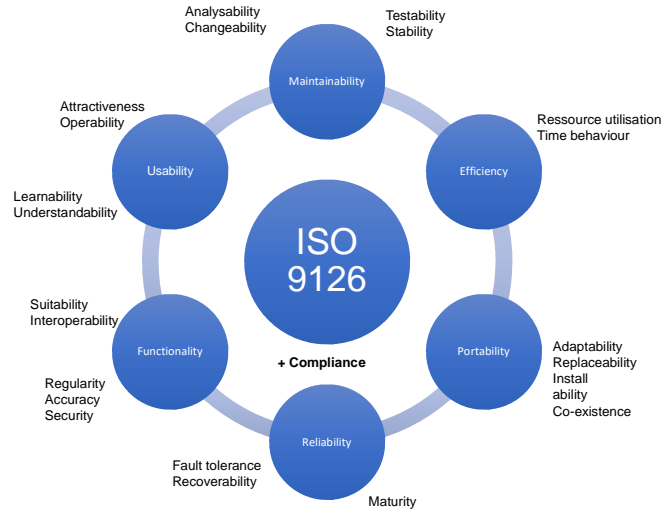 Analysability
Changeability
Testability
Stability
Maintainability
Attractiveness
Operability
Ressource utilisation
Time behaviour
Usability
Efficiency
Learnability
Understandability
ISO
9126
Suitability
Interoperability
Functionality
+ Compliance
Portability
Adaptability
Replaceability
Install
ability
Co-existence
Regularity
Accuracy
Security
Reliability
Fault tolerance
Recoverability
Maturity